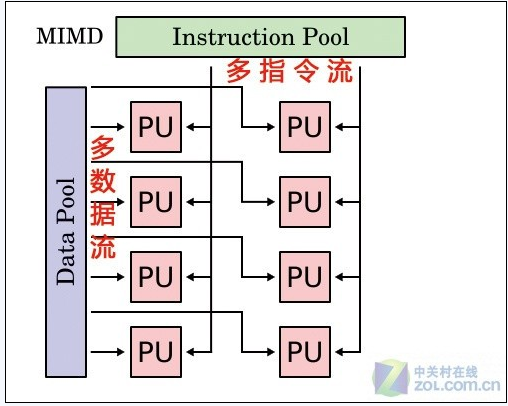 MIMD
Instruction Pool
多指令流
Data Pool
多数据流
PU PU
PU PU
PU PU
PU PU
中关村在线
ZOL.com.cn